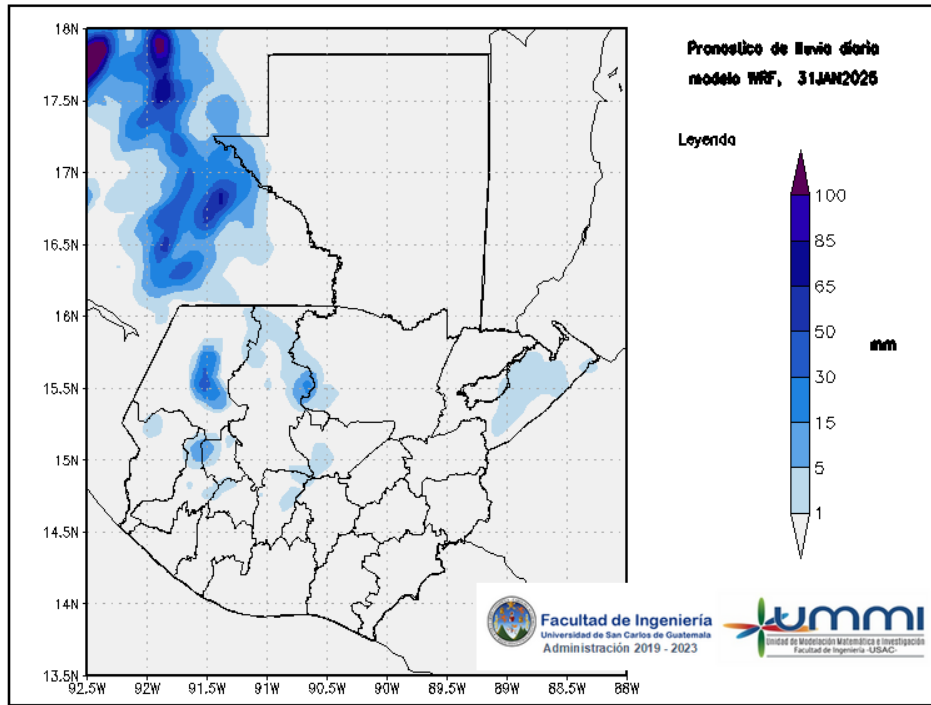 Pronostico de lluvia diaria
modelo WRF, 31JAN2025
Leyenda
100
85
65
50
30
15
5
1
mm
18N
17.5N
17N
16.5N
16N
15.5N
15N
14.5N
14N
13.5N
92.5W 92W 91.5W 91W 90.5W 90W 89.5W 89W 88.5W 88W
Facultad de Ingeniería
Universidad de San Carlos de Guatemala
Administración 2019 - 2023
UMMI
Unidad de Modelación Matemática e Investigación
Facultad de Ingeniería -USAC-